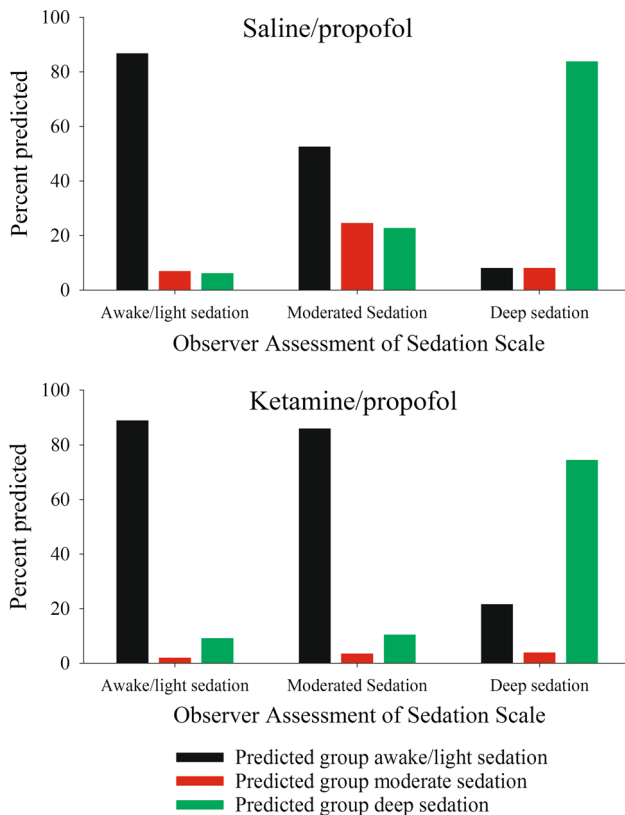 Saline/propofol
Percent predicted
100
80
60
40
20
0
Awake/light sedation Moderated Sedation Deep sedation
Observer Assessment of Sedation Scale
Ketamine/propofol
Percent predicted
100
80
60
40
20
0
Awake/light sedation Moderated Sedation Deep sedation
Observer Assessment of Sedation Scale
Predicted group awake/light sedation
Predicted group moderate sedation
Predicted group deep sedation